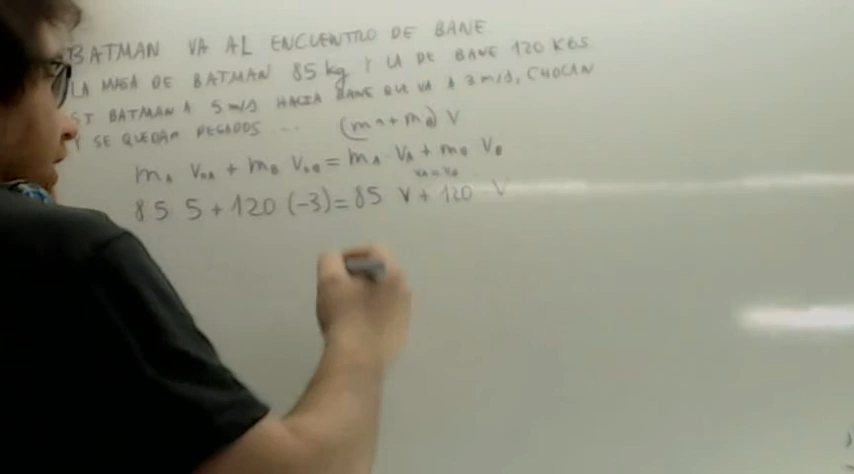 BATMAN VA AL ENCUENTRO DE BANE
LA MASA DE BATMAN 85 kg Y LA DE BANE 120 KGS
SI BATMAN A 5 m/s HACIA BANE QUE VA A 3 m/s, CHOCAN
Y SE QUEDAN PEGADOS ... (mA+mB) V
mA VOA + mB VOB = mA VA + mB VB
VA = VB
85 5 + 120 (-3) = 85 V + 120 V